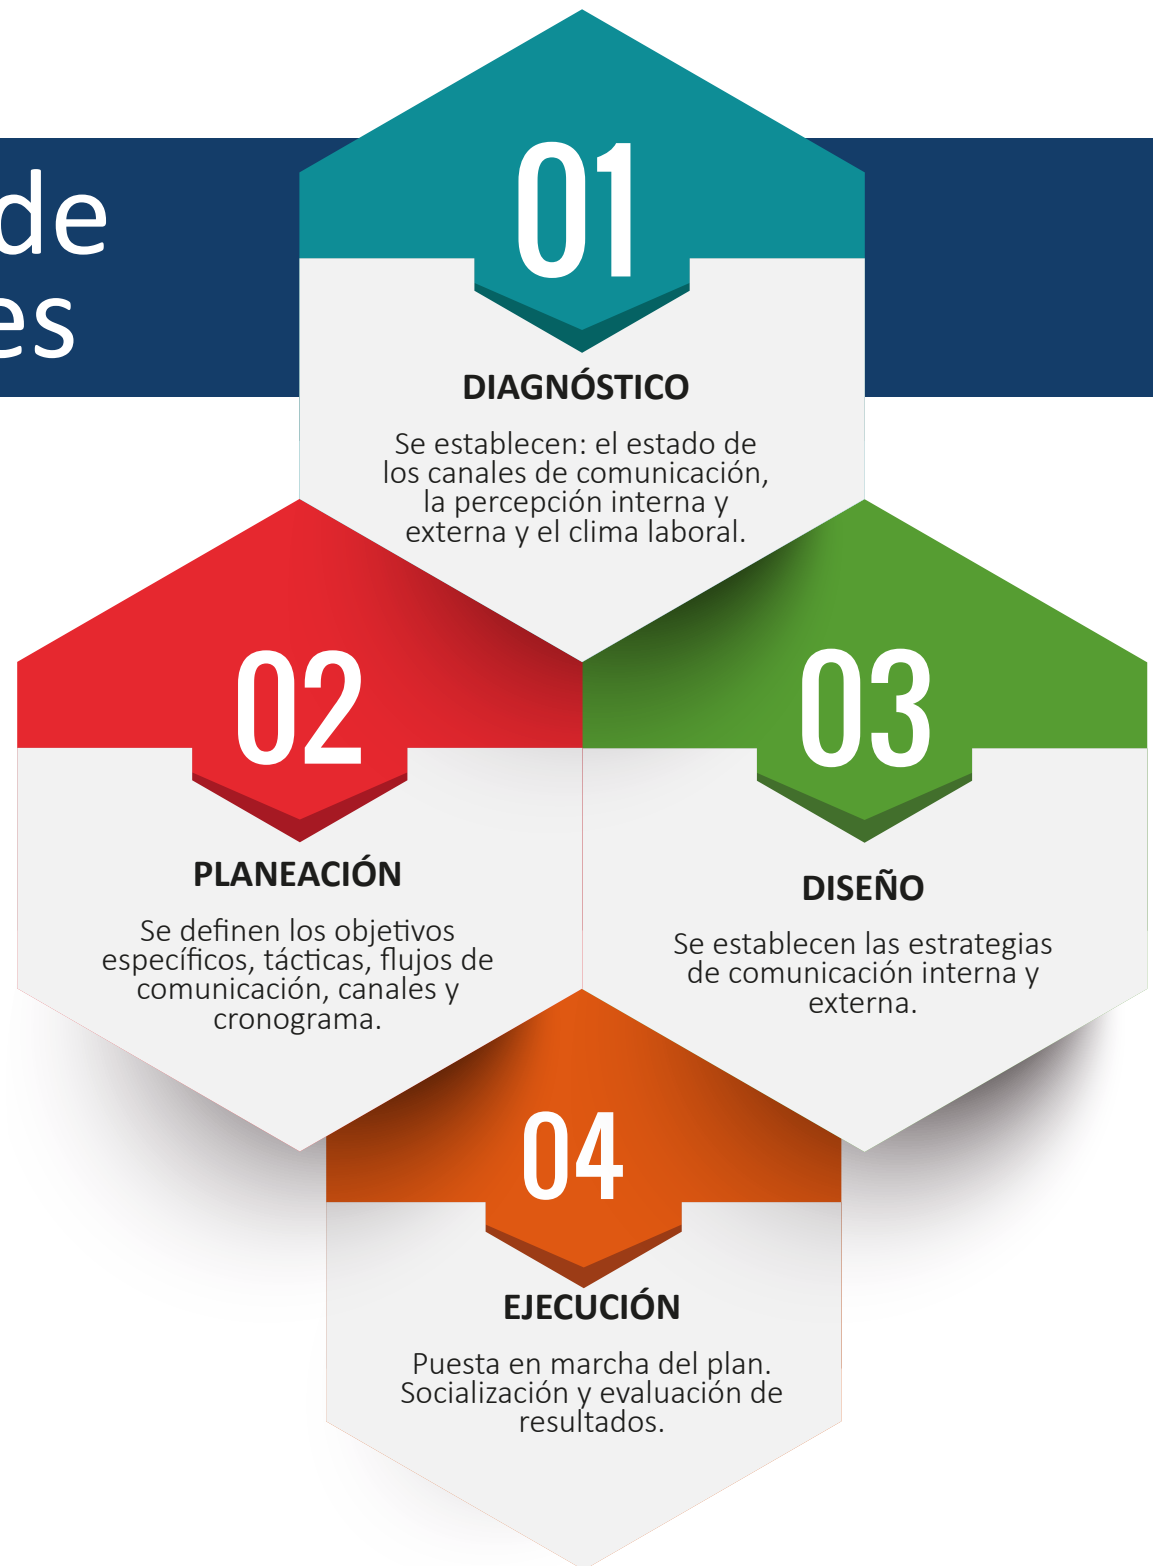 de
es
01
DIAGNÓSTICO
Se establecen: el estado de
los canales de comunicación,
la percepción interna y
externa y el clima laboral.
02
PLANEACIÓN
Se definen los objetivos
específicos, tácticas, flujos de
comunicación, canales y
cronograma.
03
DISEÑO
Se establecen las estrategias
de comunicación interna y
externa.
04
EJECUCIÓN
Puesta en marcha del plan.
Socialización y evaluación de
resultados.